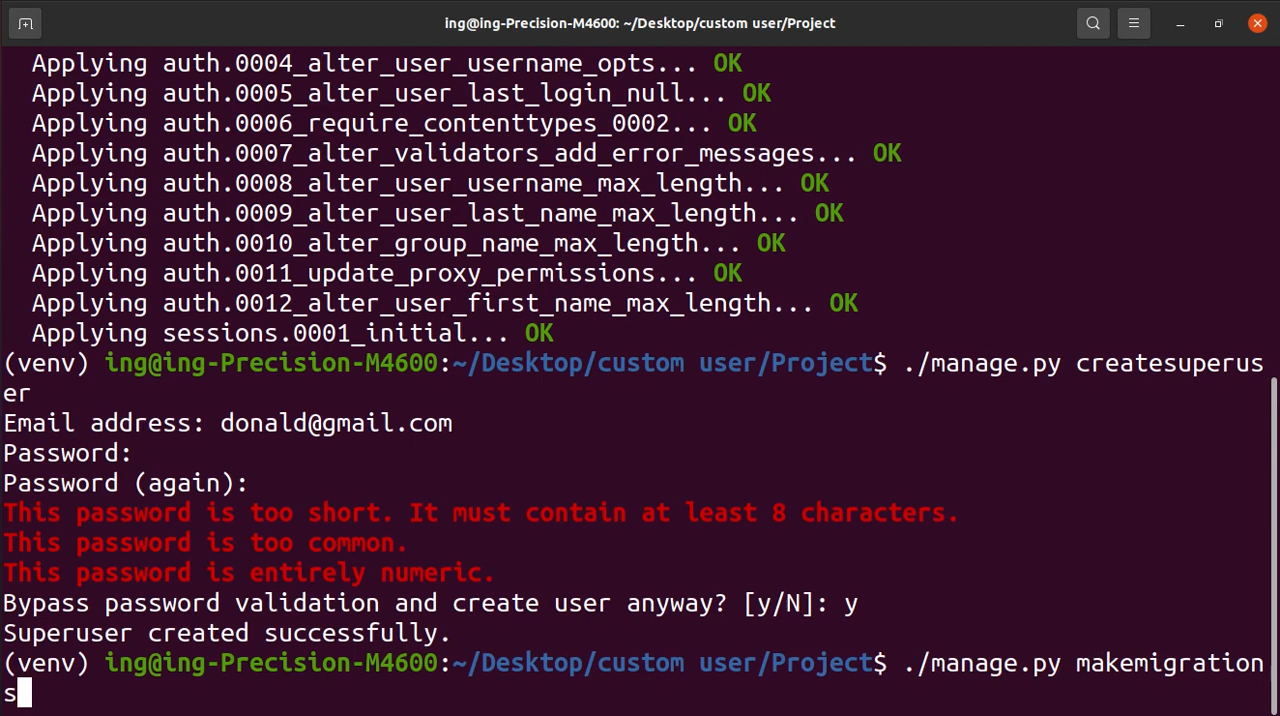 ing@ing-Precision-M4600: ~/Desktop/custom user/Project
Applying auth.0004_alter_user_username_opts... OK
Applying auth.0005_alter_user_last_login_null... OK
Applying auth.0006_require_contenttypes_0002... OK
Applying auth.0007_alter_validators_add_error_messages... OK
Applying auth.0008_alter_user_username_max_length... OK
Applying auth.0009_alter_user_last_name_max_length... OK
Applying auth.0010_alter_group_name_max_length... OK
Applying auth.0011_update_proxy_permissions... OK
Applying auth.0012_alter_user_first_name_max_length... OK
Applying sessions.0001_initial... OK
(venv) ing@ing-Precision-M4600:~/Desktop/custom user/Project$ ./manage.py createsuperus
er
Email address: donald@gmail.com
Password:
Password (again):
This password is too short. It must contain at least 8 characters.
This password is too common.
This password is entirely numeric.
Bypass password validation and create user anyway? [y/N]: y
Superuser created successfully.
(venv) ing@ing-Precision-M4600:~/Desktop/custom user/Project$ ./manage.py makemigration
s